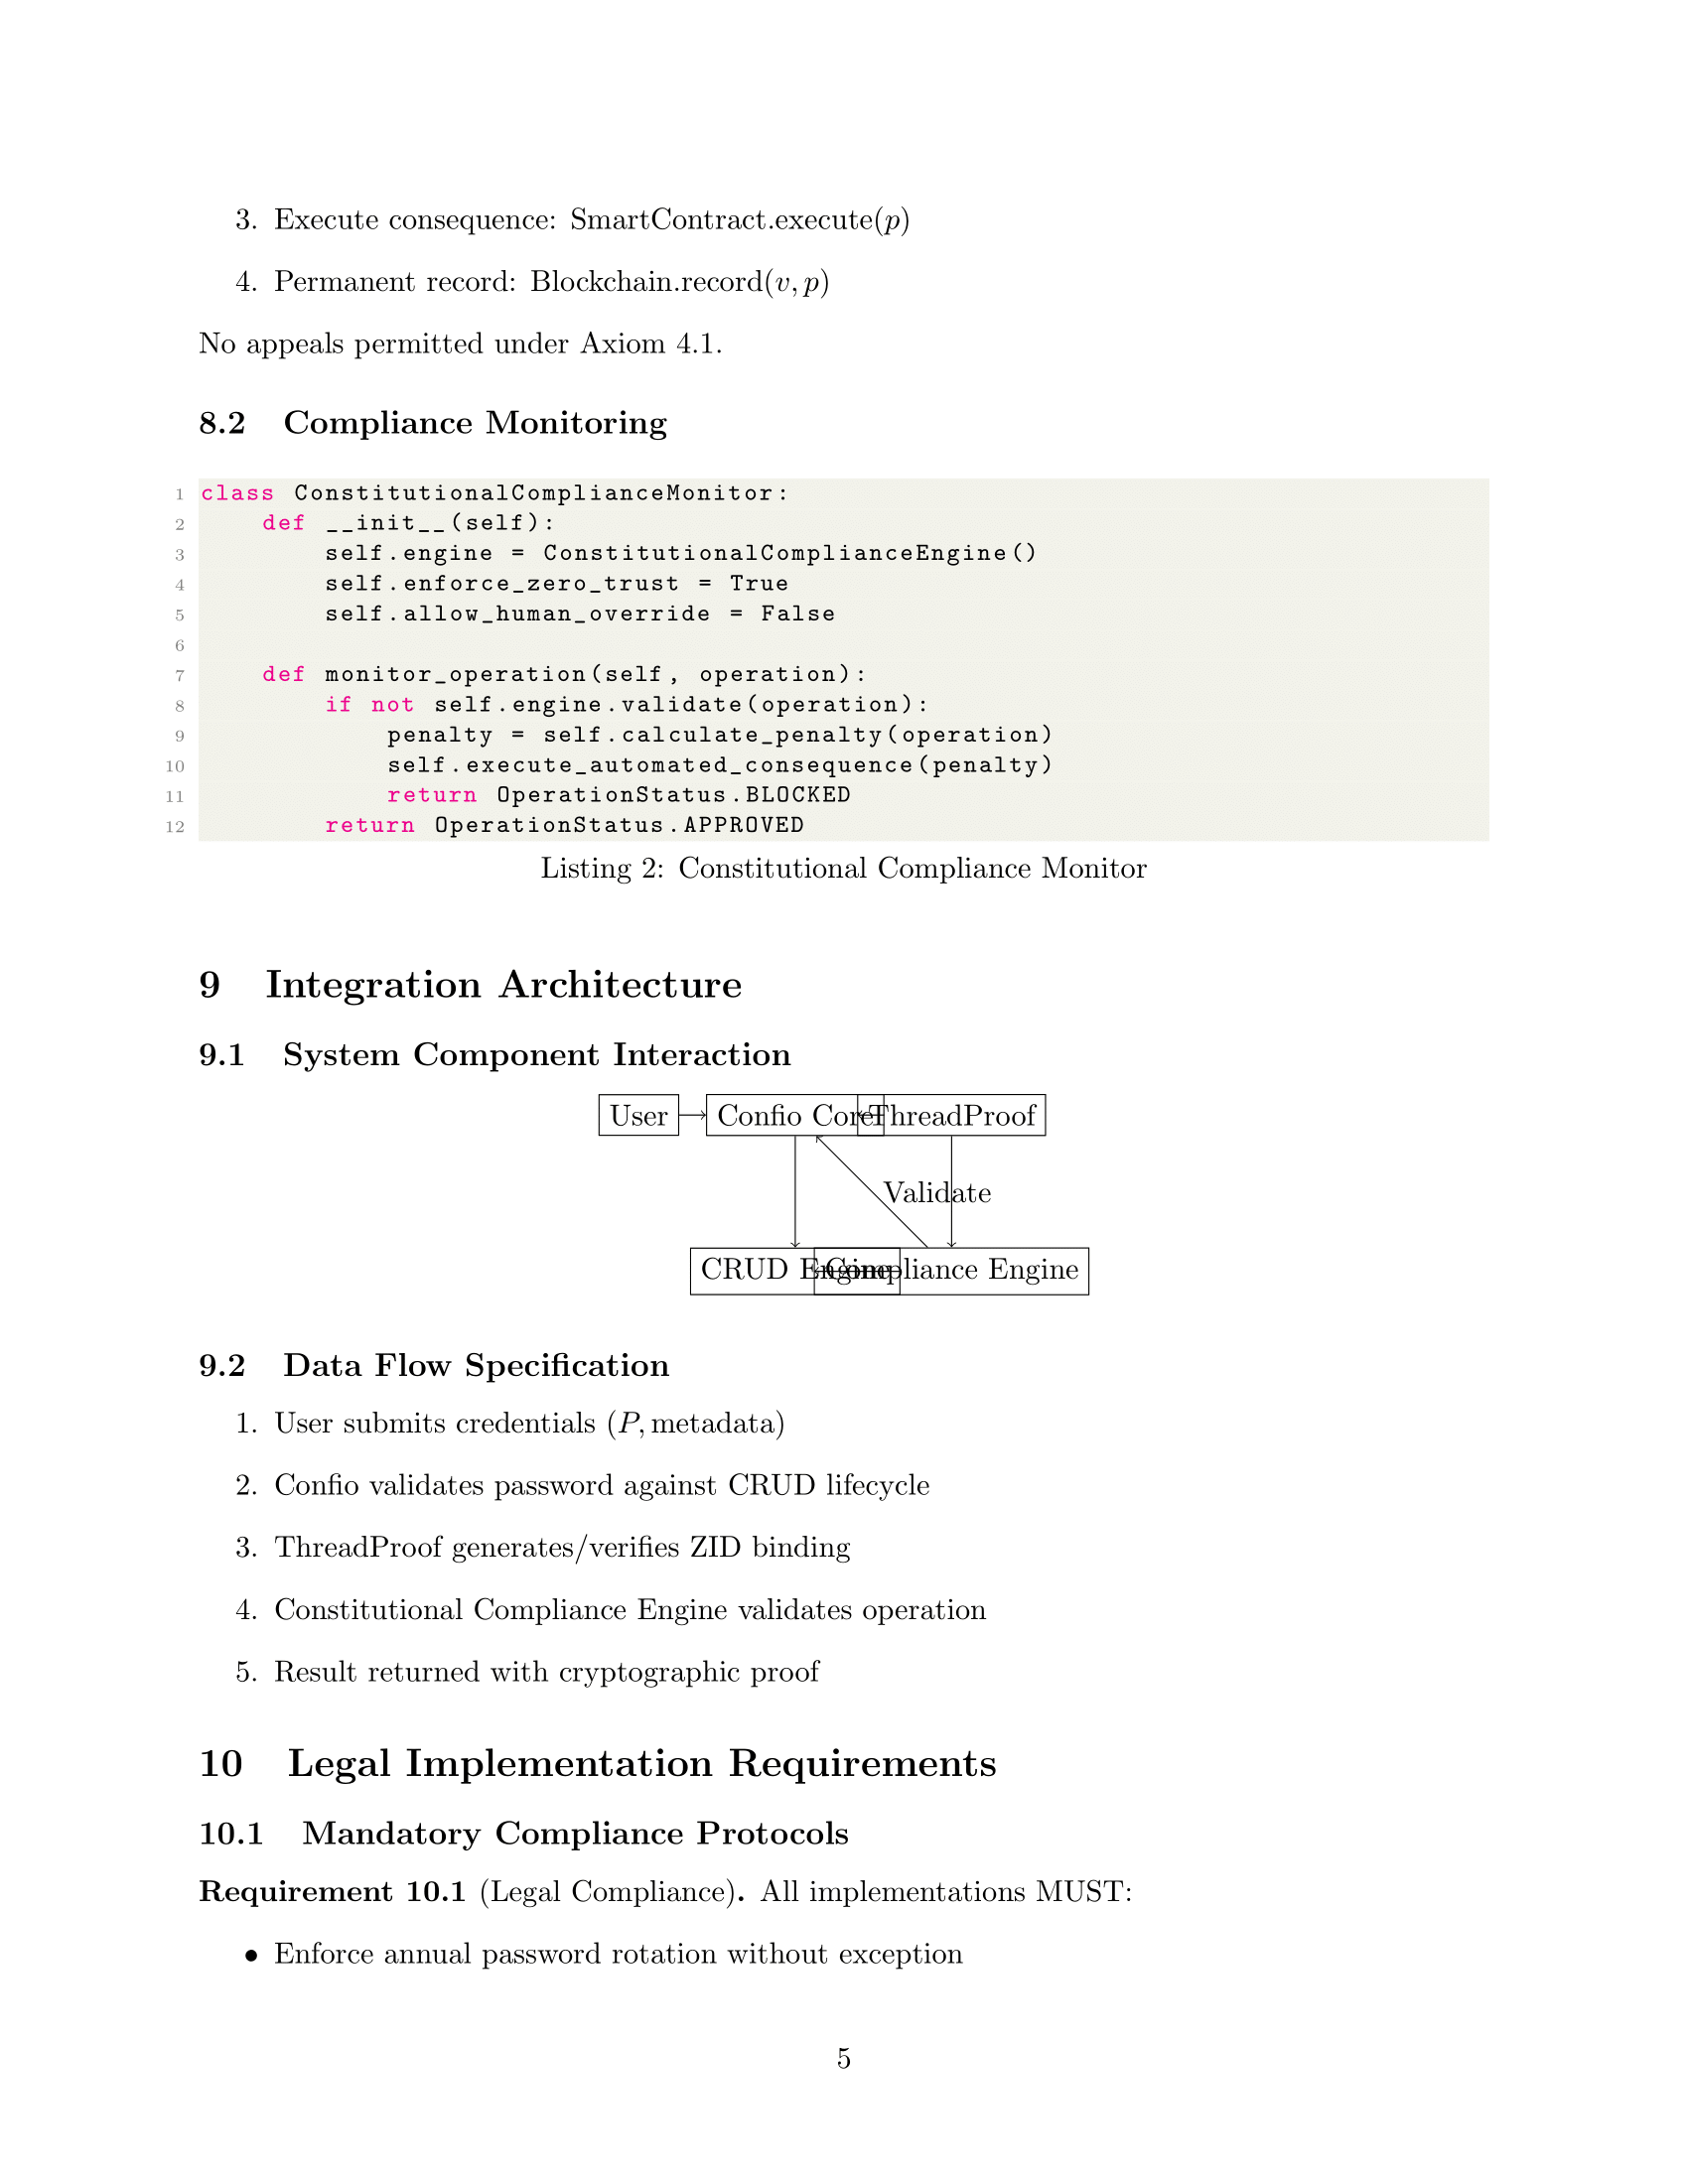 3. Execute consequence: SmartContract.execute(p)
4. Permanent record: Blockchain.record(v, p)
No appeals permitted under Axiom 4.1.
8.2 Compliance Monitoring
1 class ConstitutionalComplianceMonitor:
2     def __init__(self):
3         self.engine = ConstitutionalComplianceEngine()
4         self.enforce_zero_trust = True
5         self.allow_human_override = False
6
7     def monitor_operation(self, operation):
8         if not self.engine.validate(operation):
9             penalty = self.calculate_penalty(operation)
10             self.execute_automated_consequence(penalty)
11             return OperationStatus.BLOCKED
12         return OperationStatus.APPROVED
Listing 2: Constitutional Compliance Monitor
9 Integration Architecture
9.1 System Component Interaction
User Confio Core ThreadProof
Validate
CRUD Engine Compliance Engine
9.2 Data Flow Specification
1. User submits credentials (P, metadata)
2. Confio validates password against CRUD lifecycle
3. ThreadProof generates/verifies ZID binding
4. Constitutional Compliance Engine validates operation
5. Result returned with cryptographic proof
10 Legal Implementation Requirements
10.1 Mandatory Compliance Protocols
Requirement 10.1 (Legal Compliance). All implementations MUST:
• Enforce annual password rotation without exception
5